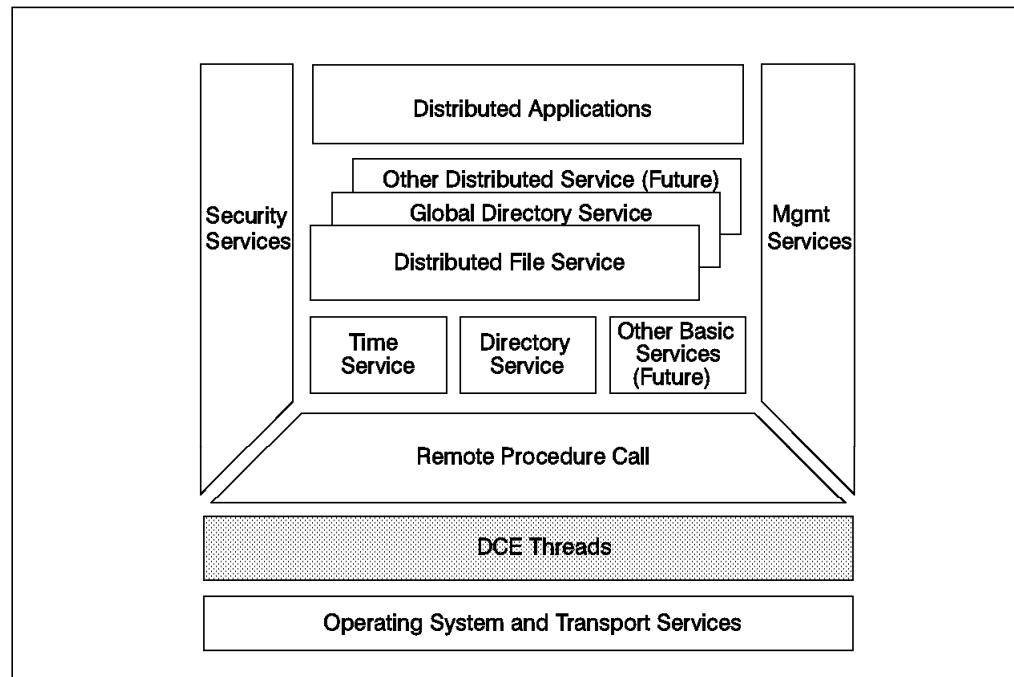 Distributed Applications
Other Distributed Service (Future)
Global Directory Service
Distributed File Service
Security
Services
Mgmt
Services
Time
Service
Directory
Service
Other Basic
Services
(Future)
Remote Procedure Call
DCE Threads
Operating System and Transport Services